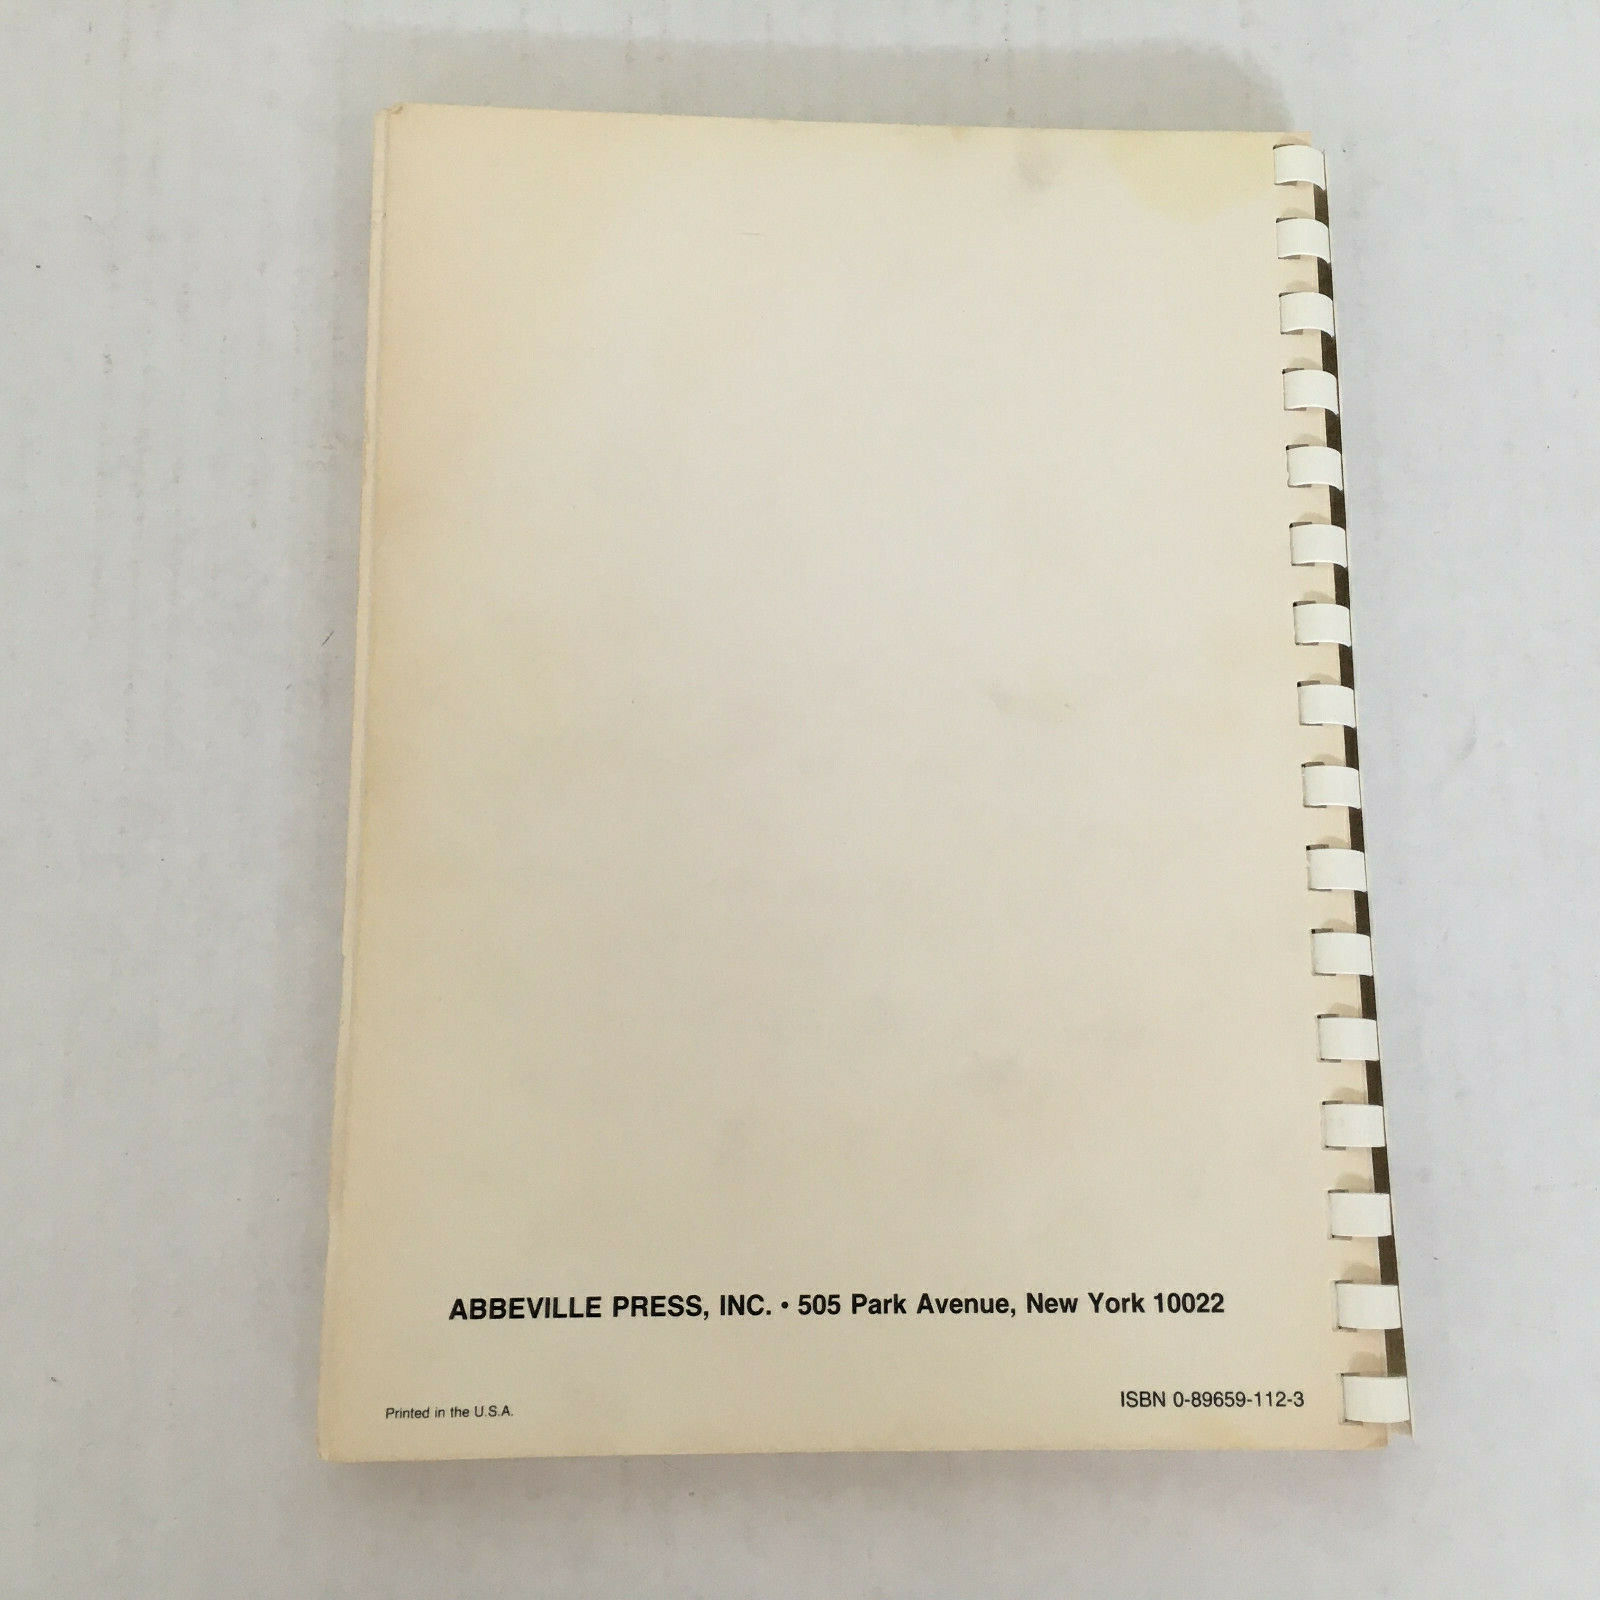 ABBEVILLE PRESS, INC. • 505 Park Avenue, New York 10022
ISBN 0-89659-112-3
Printed in the U.S.A.